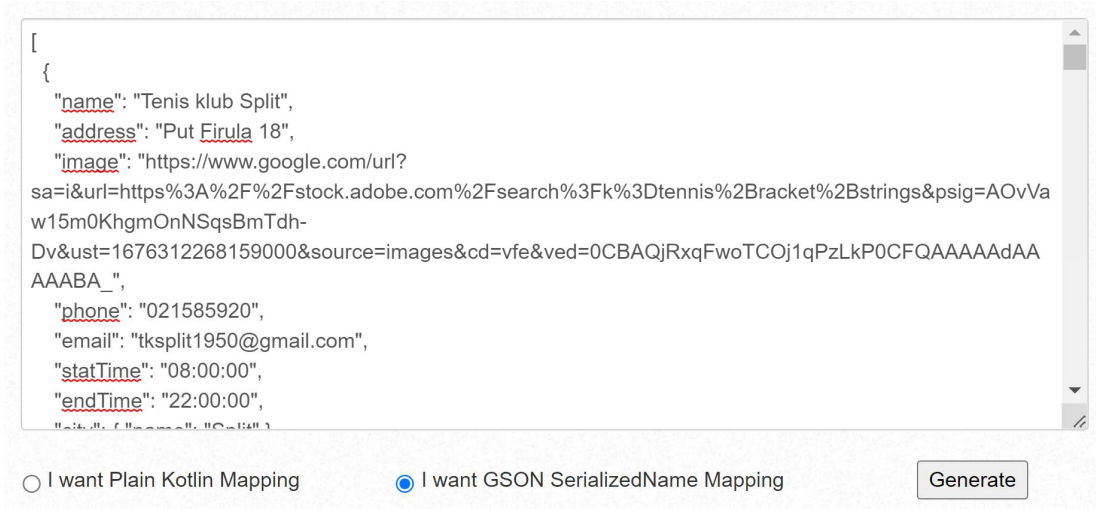 [
{
"name": "Tenis klub Split",
"address": "Put Firula 18",
"image": "https://www.google.com/url?
sa=i&url=https%3A%2F%2Fstock.adobe.com%2Fsearch%3Fk%3Dtennis%2Bracket%2Bstrings&psig=AOvVa
w15m0KhgmOnNSqsBmTdh-
Dv&ust=1676312268159000&source=images&cd=vfe&ved=0CBAQjRxqFwoTCOj1qPzLkP0CFQAAAAAdAA
AAABA_",
"phone": "021585920",
"email": "tksplit1950@gmail.com",
"statTime": "08:00:00",
"endTime": "22:00:00",
"city": { "name": "Split" }
I want Plain Kotlin Mapping I want GSON SerializedName Mapping Generate